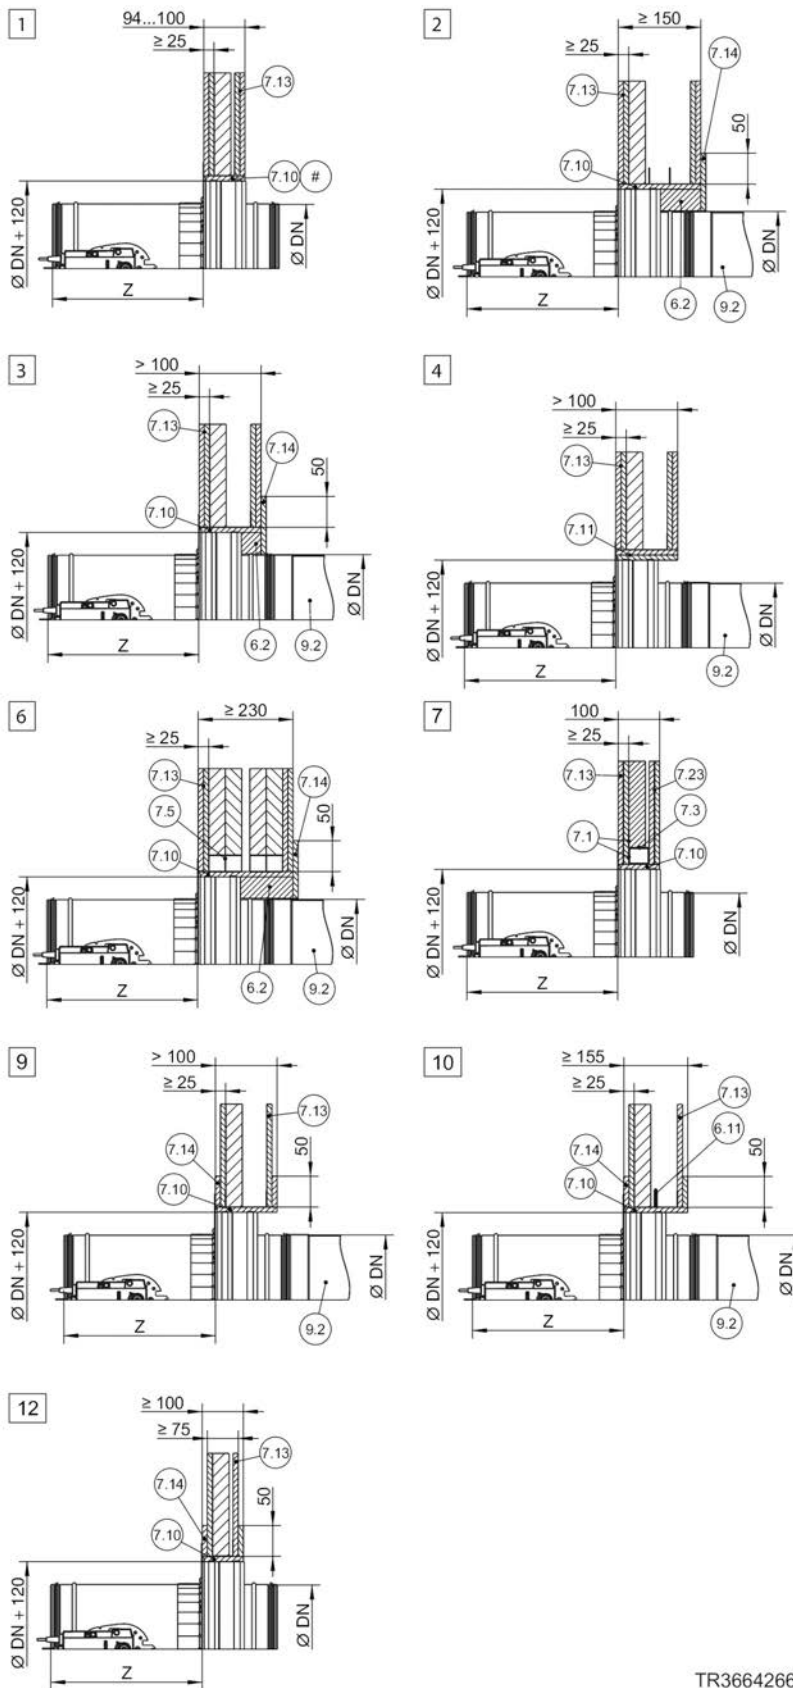 1
94...100
≥ 25
7.13
7.10 #
Ø DN + 120
Ø DN
Z
2
≥ 150
≥ 25
7.14
7.13
50
7.10
Ø DN + 120
Ø DN
Z
6.2 9.2
3
> 100
≥ 25
7.13
7.14
50
7.10
Ø DN + 120
Ø DN
Z
6.2 9.2
4
> 100
≥ 25
7.13
7.11
Ø DN + 120
Ø DN
Z
9.2
6
≥ 230
≥ 25
7.13 7.14
7.5
50
7.10
Ø DN + 120
Ø DN
Z
6.2 9.2
7
100
≥ 25
7.13 7.23
7.3
7.1
7.10
Ø DN + 120
Ø DN
Z
9
> 100
≥ 25
7.13
7.14
50
7.10
Ø DN + 120
Ø DN
Z
9.2
10
≥ 155
≥ 25
7.13
6.11
7.14
50
7.10
Ø DN + 120
Ø DN
Z
9.2
12
≥ 100
≥ 75
7.13
7.14
50
7.10
Ø DN + 120
Ø DN
Z
TR3664266